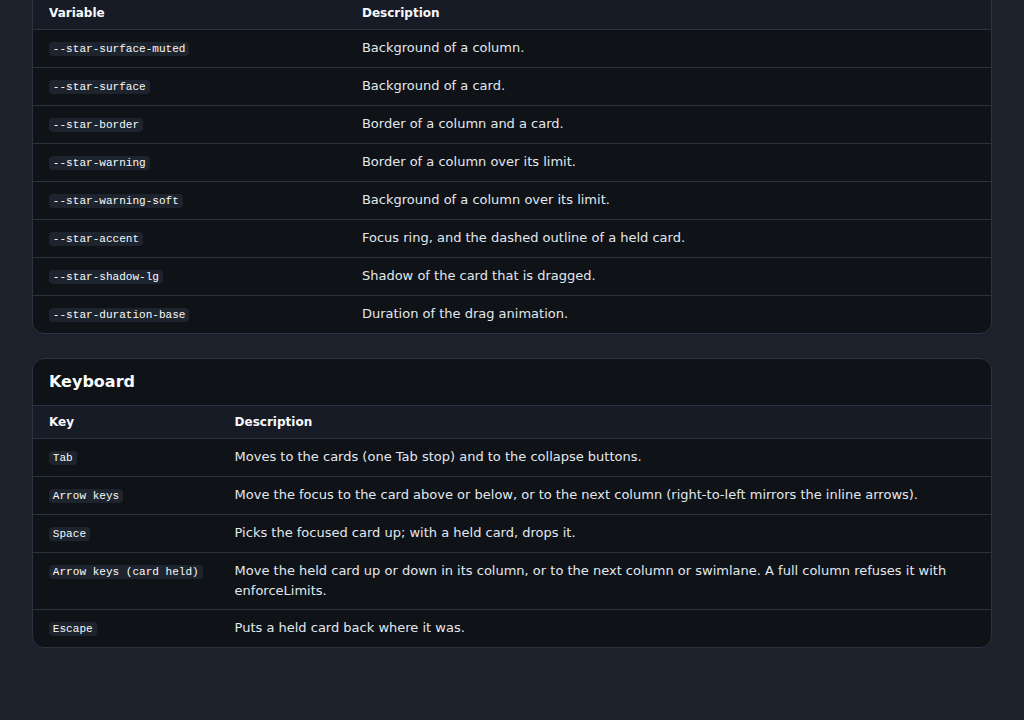 Variable Description
--star-surface-muted Background of a column.
--star-surface Background of a card.
--star-border Border of a column and a card.
--star-warning Border of a column over its limit.
--star-warning-soft Background of a column over its limit.
--star-accent Focus ring, and the dashed outline of a held card.
--star-shadow-lg Shadow of the card that is dragged.
--star-duration-base Duration of the drag animation.
Keyboard
Key Description
Tab Moves to the cards (one Tab stop) and to the collapse buttons.
Arrow keys Move the focus to the card above or below, or to the next column (right-to-left mirrors the inline arrows).
Space Picks the focused card up; with a held card, drops it.
Arrow keys (card held) Move the held card up or down in its column, or to the next column or swimlane. A full column refuses it with
enforceLimits.
Escape Puts a held card back where it was.